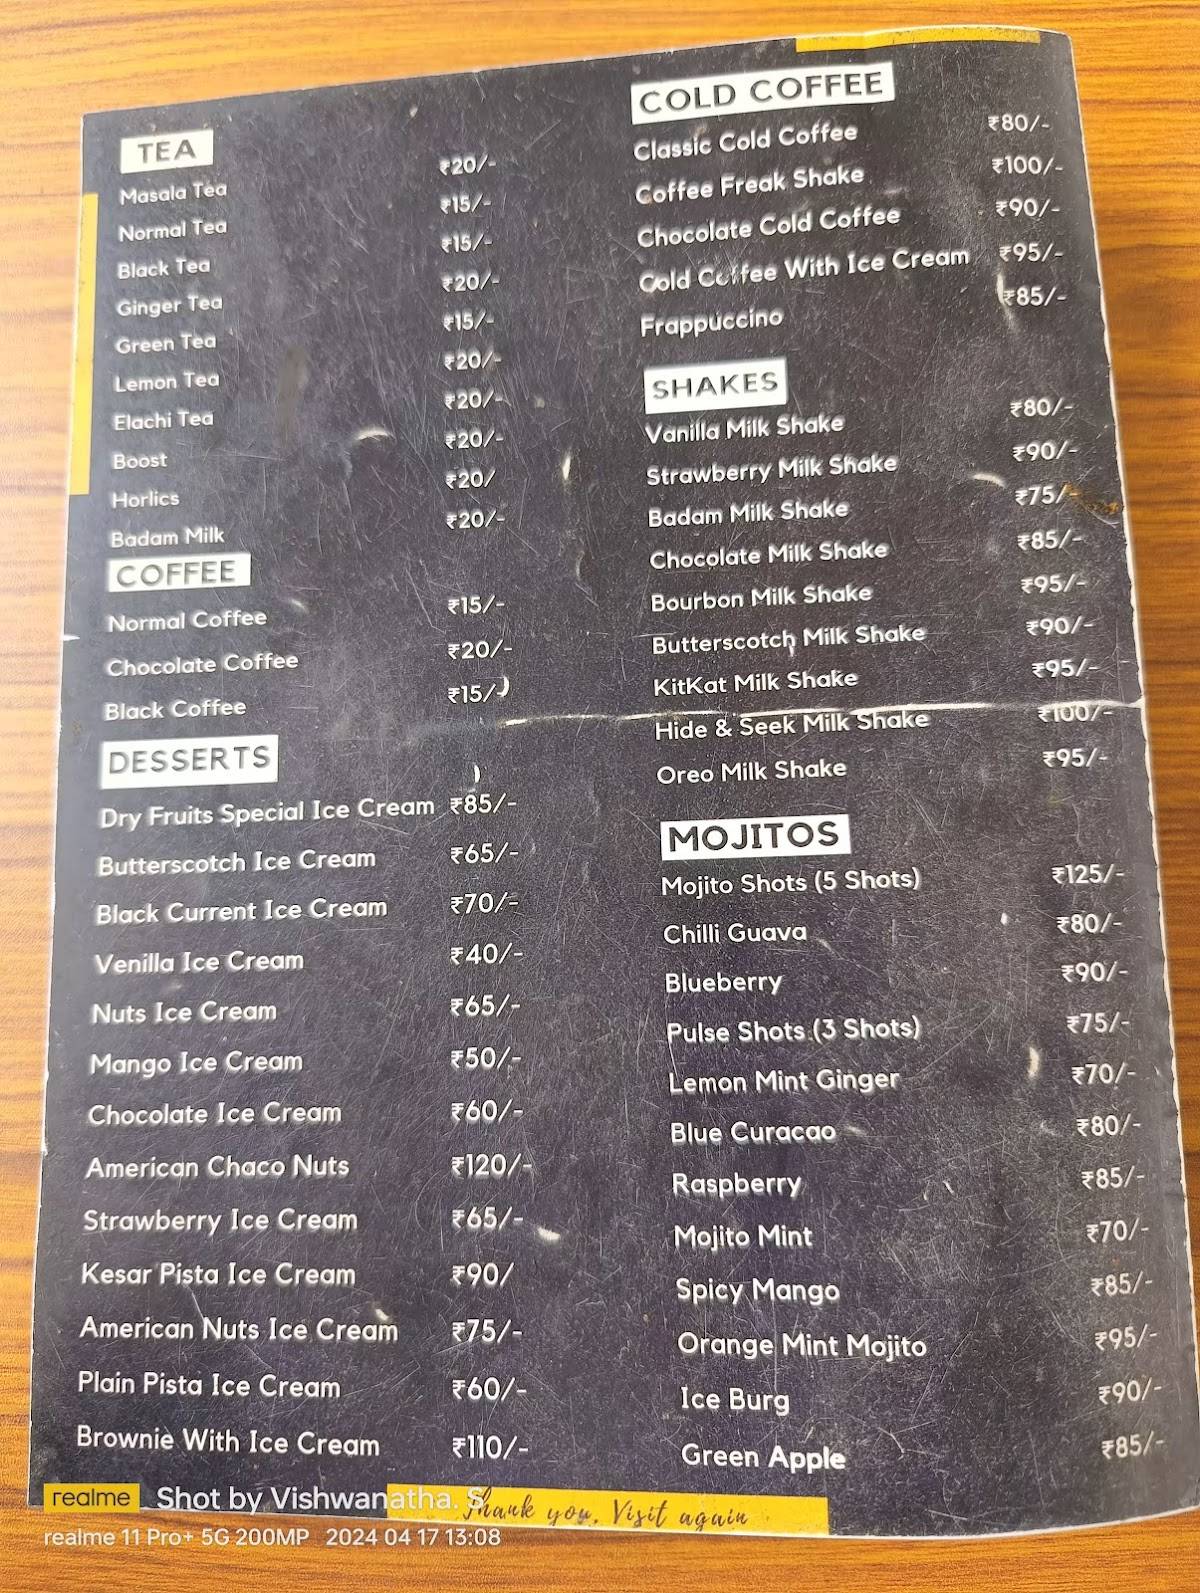 TEA
Masala Tea ₹20/-
Normal Tea ₹15/-
Black Tea ₹15/-
Ginger Tea ₹20/-
Green Tea ₹15/-
Lemon Tea ₹20/-
Elachi Tea ₹20/-
Boost ₹20/-
Horlics ₹20/
Badam Milk ₹20/-
COFFEE
Normal Coffee ₹15/-
Chocolate Coffee ₹20/-
Black Coffee ₹15/-
DESSERTS
Dry Fruits Special Ice Cream ₹85/-
Butterscotch Ice Cream ₹65/-
Black Current Ice Cream ₹70/-
Venilla Ice Cream ₹40/-
Nuts Ice Cream ₹65/-
Mango Ice Cream ₹50/-
Chocolate Ice Cream ₹60/-
American Chaco Nuts ₹120/-
Strawberry Ice Cream ₹65/-
Kesar Pista Ice Cream ₹90/
American Nuts Ice Cream ₹75/-
Plain Pista Ice Cream ₹60/-
Brownie With Ice Cream ₹110/-
COLD COFFEE
Classic Cold Coffee ₹80/-
Coffee Freak Shake ₹100/-
Chocolate Cold Coffee ₹90/-
Cold Coffee With Ice Cream ₹95/-
Frappuccino ₹85/-
SHAKES
Vanilla Milk Shake ₹80/-
Strawberry Milk Shake ₹90/-
Badam Milk Shake ₹75/-
Chocolate Milk Shake ₹85/-
Bourbon Milk Shake ₹95/-
Butterscotch Milk Shake ₹90/-
KitKat Milk Shake ₹95/-
Hide & Seek Milk Shake ₹100/-
Oreo Milk Shake ₹95/-
MOJITOS
Mojito Shots (5 Shots) ₹125/-
Chilli Guava ₹80/-
Blueberry ₹90/-
Pulse Shots (3 Shots) ₹75/-
Lemon Mint Ginger ₹70/-
Blue Curacao ₹80/-
Raspberry ₹85/-
Mojito Mint ₹70/-
Spicy Mango ₹85/-
Orange Mint Mojito ₹95/-
Ice Burg ₹90/-
Green Apple ₹85/-
Thank you, Visit again
realme Shot by Vishwanatha. S
realme 11 Pro+ 5G 200MP 2024 04 17 13:08